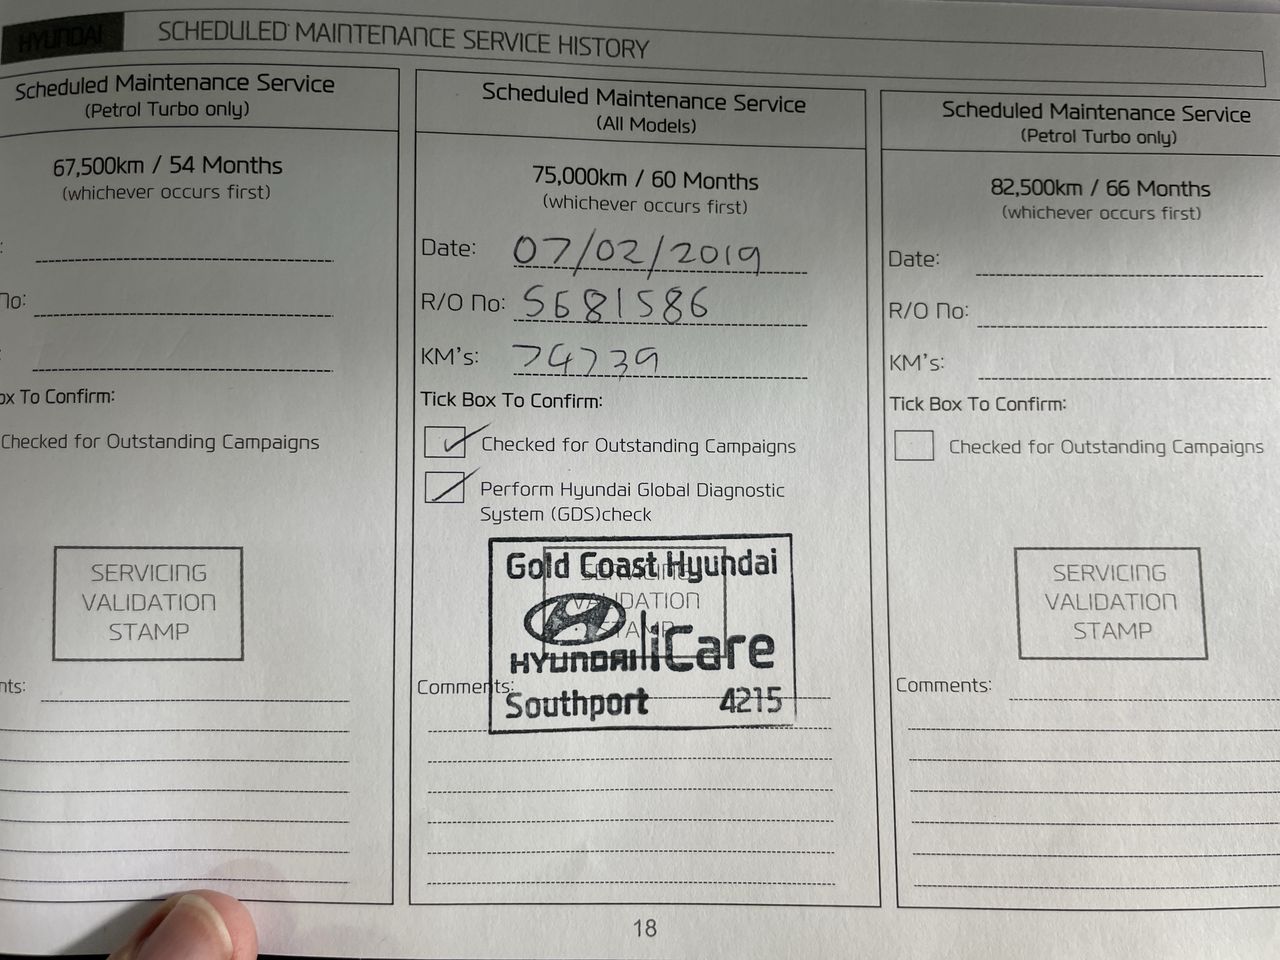 HYUNDAI
SCHEDULED MAINTENANCE SERVICE HISTORY
Scheduled Maintenance Service
(Petrol Turbo only)
67,500km / 54 Months
(whichever occurs first)
:
No:
:
ox To Confirm:
Checked for Outstanding Campaigns
SERVICING
VALIDATION
STAMP
nts:
Scheduled Maintenance Service
(All Models)
75,000km / 60 Months
(whichever occurs first)
Date: 07/02/2019
R/O No: S681586
KM's: 74739
Tick Box To Confirm:
Checked for Outstanding Campaigns
Perform Hyundai Global Diagnostic
System (GDS)check
SERVICING
VALIDATION
STAMP
Gold Coast Hyundai
HYUNDAI iCare
Southport 4215
Comments:
Scheduled Maintenance Service
(Petrol Turbo only)
82,500km / 66 Months
(whichever occurs first)
Date:
R/O No:
KM's:
Tick Box To Confirm:
Checked for Outstanding Campaigns
SERVICING
VALIDATION
STAMP
Comments:
18